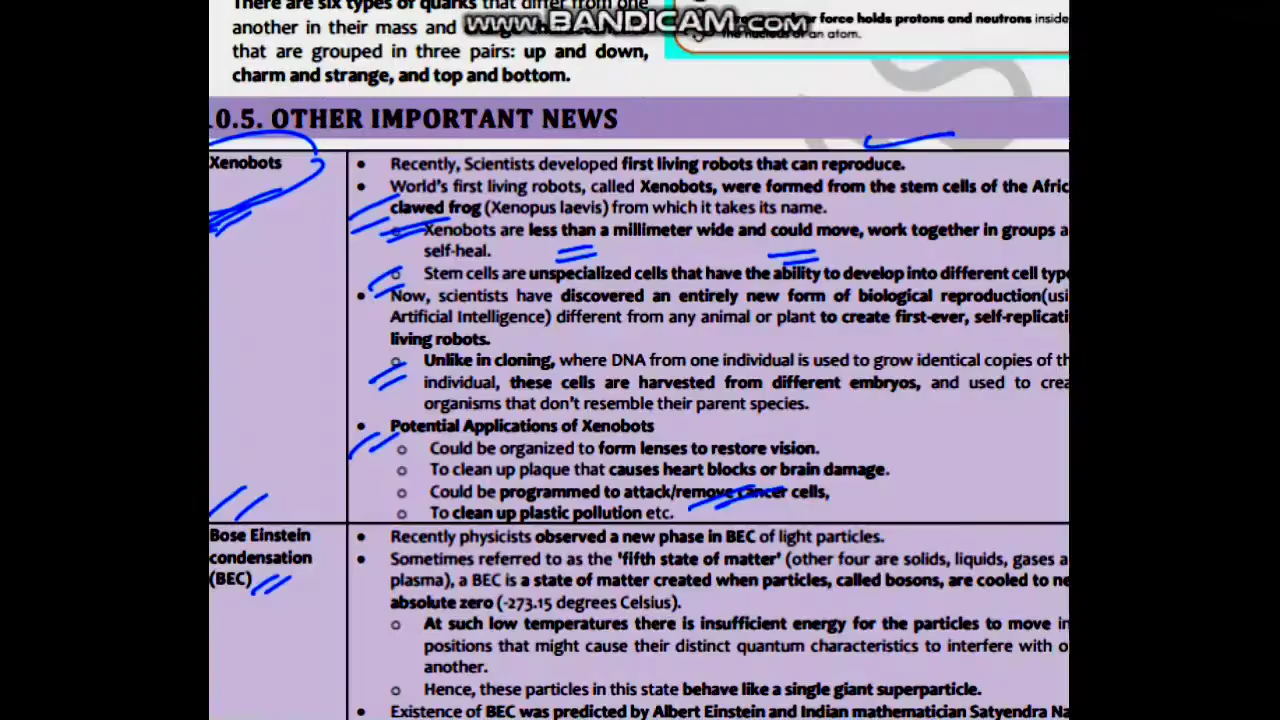 There are six types of quarks that differ from one
another in their mass and
www.BANDICAM.com
that are grouped in three pairs: up and down,
charm and strange, and top and bottom.
force holds protons and neutrons inside
the nucleus of an atom.
10.5. OTHER IMPORTANT NEWS
Xenobots
• Recently, Scientists developed first living robots that can reproduce.
• World's first living robots, called Xenobots, were formed from the stem cells of the Afric
clawed frog (Xenopus laevis) from which it takes its name.
o Xenobots are less than a millimeter wide and could move, work together in groups a
self-heal.
o Stem cells are unspecialized cells that have the ability to develop into different cell type
• Now, scientists have discovered an entirely new form of biological reproduction(usi
Artificial Intelligence) different from any animal or plant to create first-ever, self-replicati
living robots.
o Unlike in cloning, where DNA from one individual is used to grow identical copies of th
individual, these cells are harvested from different embryos, and used to crea
organisms that don't resemble their parent species.
• Potential Applications of Xenobots
o Could be organized to form lenses to restore vision.
o To clean up plaque that causes heart blocks or brain damage.
o Could be programmed to attack/remove cancer cells,
o To clean up plastic pollution etc.
Bose Einstein
condensation
(BEC)
• Recently physicists observed a new phase in BEC of light particles.
• Sometimes referred to as the 'fifth state of matter' (other four are solids, liquids, gases a
plasma), a BEC is a state of matter created when particles, called bosons, are cooled to ne
absolute zero (-273.15 degrees Celsius).
o At such low temperatures there is insufficient energy for the particles to move in
positions that might cause their distinct quantum characteristics to interfere with o
another.
o Hence, these particles in this state behave like a single giant superparticle.
• Existence of BEC was predicted by Albert Einstein and Indian mathematician Satyendra Na